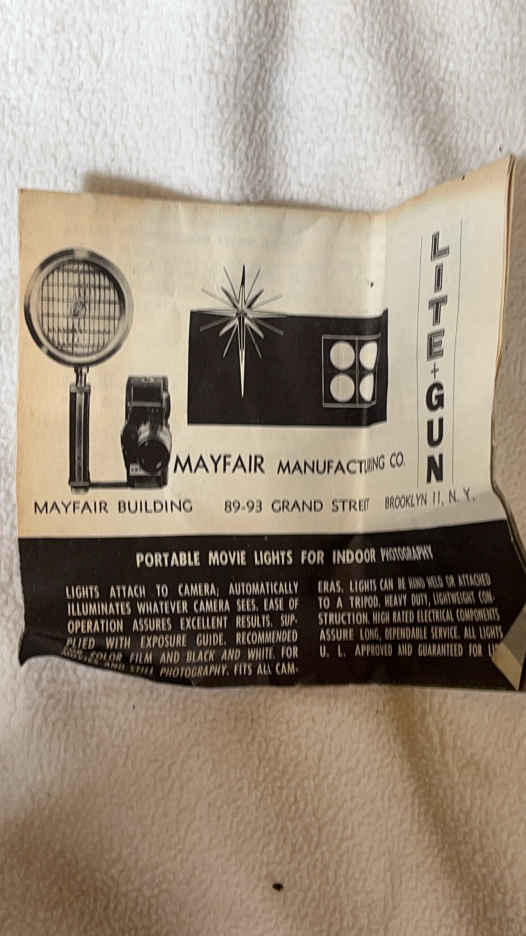 LITE+GUN
MAYFAIR MANUFACTURING CO.
MAYFAIR BUILDING 89-93 GRAND STREET BROOKLYN 11, N. Y.
PORTABLE MOVIE LIGHTS FOR INDOOR PHOTOGRAPHY
LIGHTS ATTACH TO CAMERA; AUTOMATICALLY
ILLUMINATES WHATEVER CAMERA SEES. EASE OF
OPERATION ASSURES EXCELLENT RESULTS. SUP-
PLIED WITH EXPOSURE GUIDE. RECOMMENDED
COLOR FILM AND BLACK AND WHITE. FOR
PHOTOGRAPHY. FITS ALL CAM-
ERAS. LIGHTS CAN BE HAND HELD OR ATTACHED
TO A TRIPOD. HEAVY DUTY, LIGHTWEIGHT CON-
STRUCTION. HIGH RATED ELECTRICAL COMPONENTS
ASSURE LONG, DEPENDABLE SERVICE. ALL LIGHTS
U. L. APPROVED AND GUARANTEED FOR